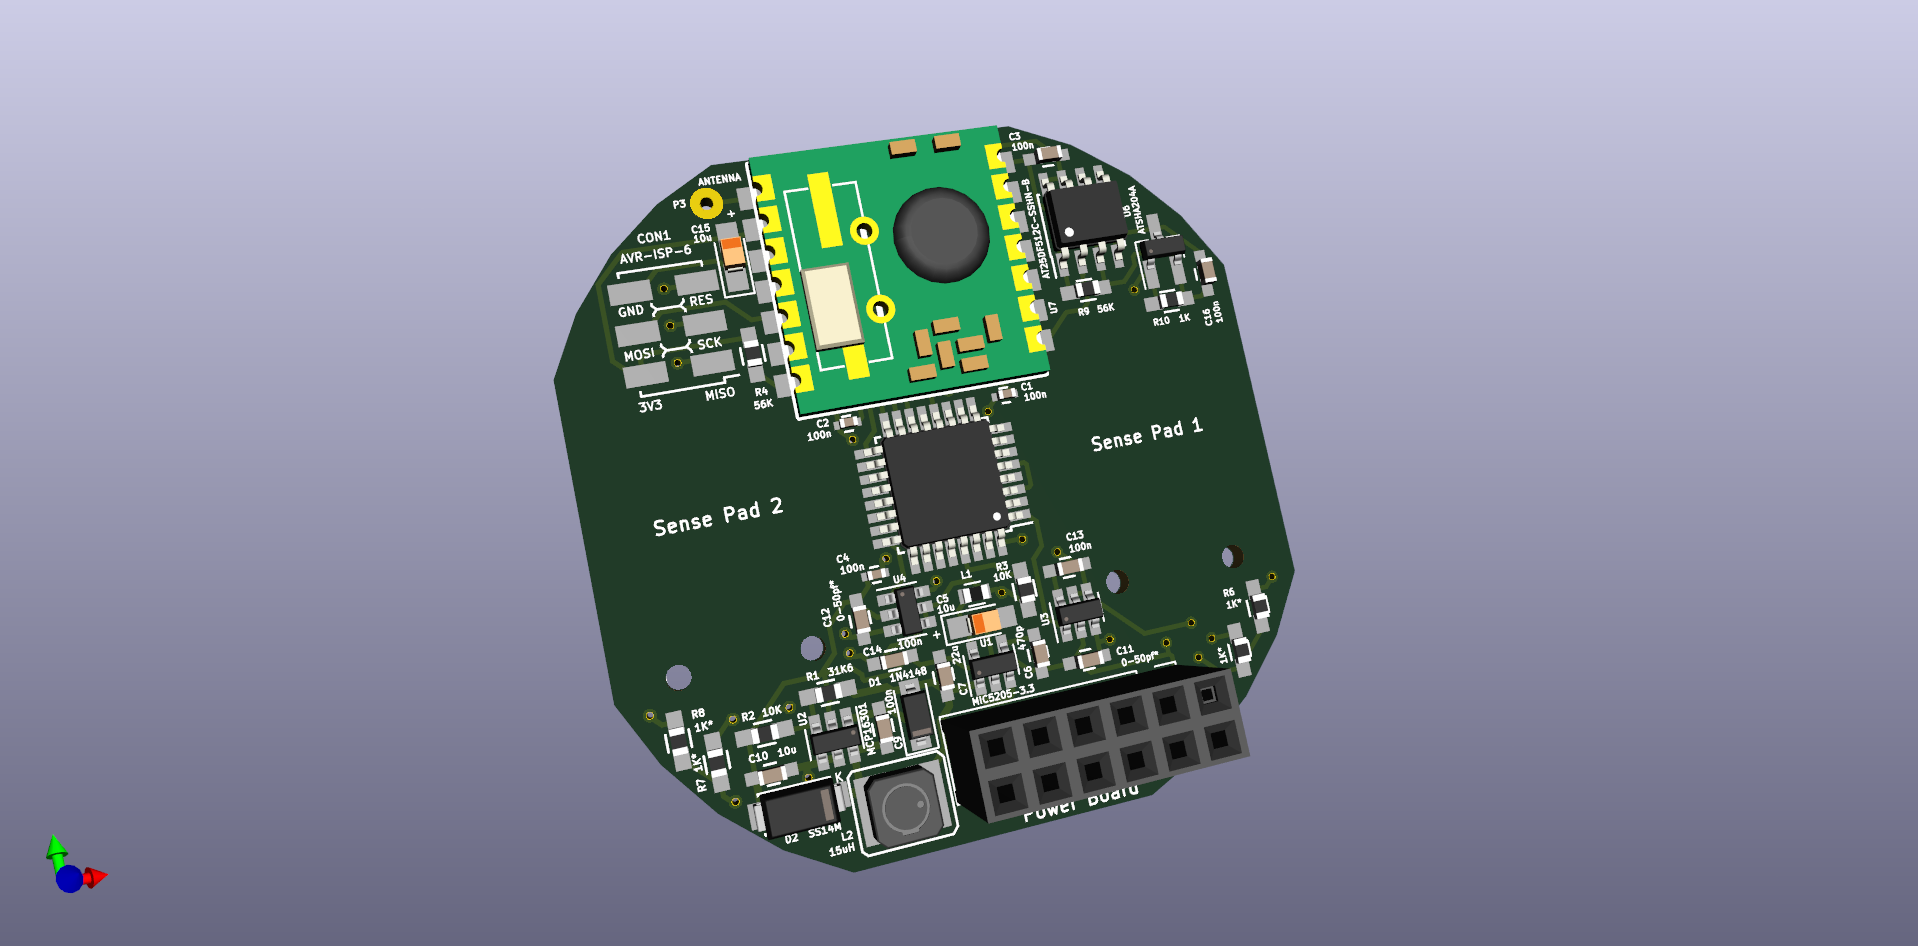 ANTENNA
P3
+
C15
10u
CON1
AVR-ISP-6
GND
RES
MOSI
SCK
3V3
MISO
R4
56K
C3
100n
AT250F512C-SSHN-B
U7
U6
ATSHA204A
R9 56K
R10 1K
C16
100n
C1
100n
C2
100n
Sense Pad 1
Sense Pad 2
C4
100n
U4
L1
R3
10K
C13
100n
C12
0-50pf*
C5
10u
+
100n
C14
U1
470p
C6
U3
C11
0-50pf*
R6
1K*
1K*
R1 31K6
D1 1N4148
22u
C7
MIC5205-3.3
R8
1K*
R7 1K*
R2 10K
U2
MCP16301
100n
C9
C10 10u
K
D2 SS14M
L2
15uH
Power Board